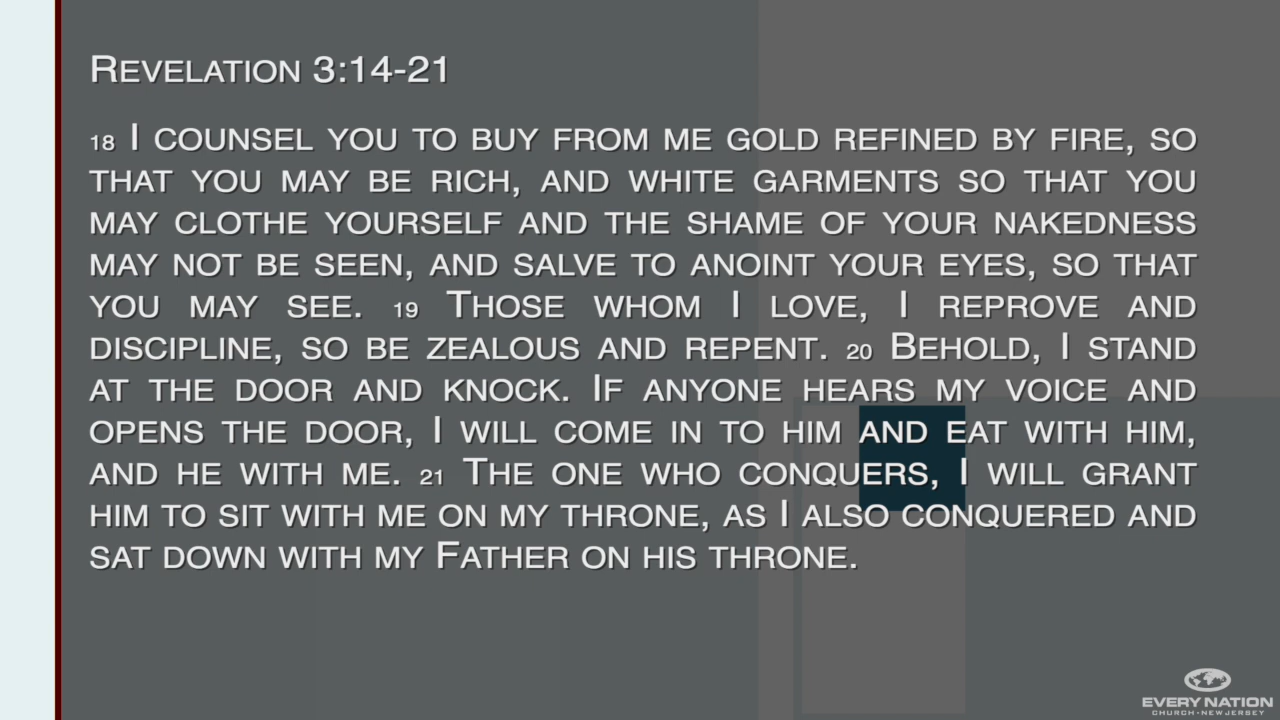 Revelation 3:14-21
18 I counsel you to buy from me gold refined by fire, so
that you may be rich, and white garments so that you
may clothe yourself and the shame of your nakedness
may not be seen, and salve to anoint your eyes, so that
you may see. 19 Those whom I love, I reprove and
discipline, so be zealous and repent. 20 Behold, I stand
at the door and knock. If anyone hears my voice and
opens the door, I will come in to him and eat with him,
and he with me. 21 The one who conquers, I will grant
him to sit with me on my throne, as I also conquered and
sat down with my Father on his throne.
EVERY NATION
CHURCH • NEW JERSEY